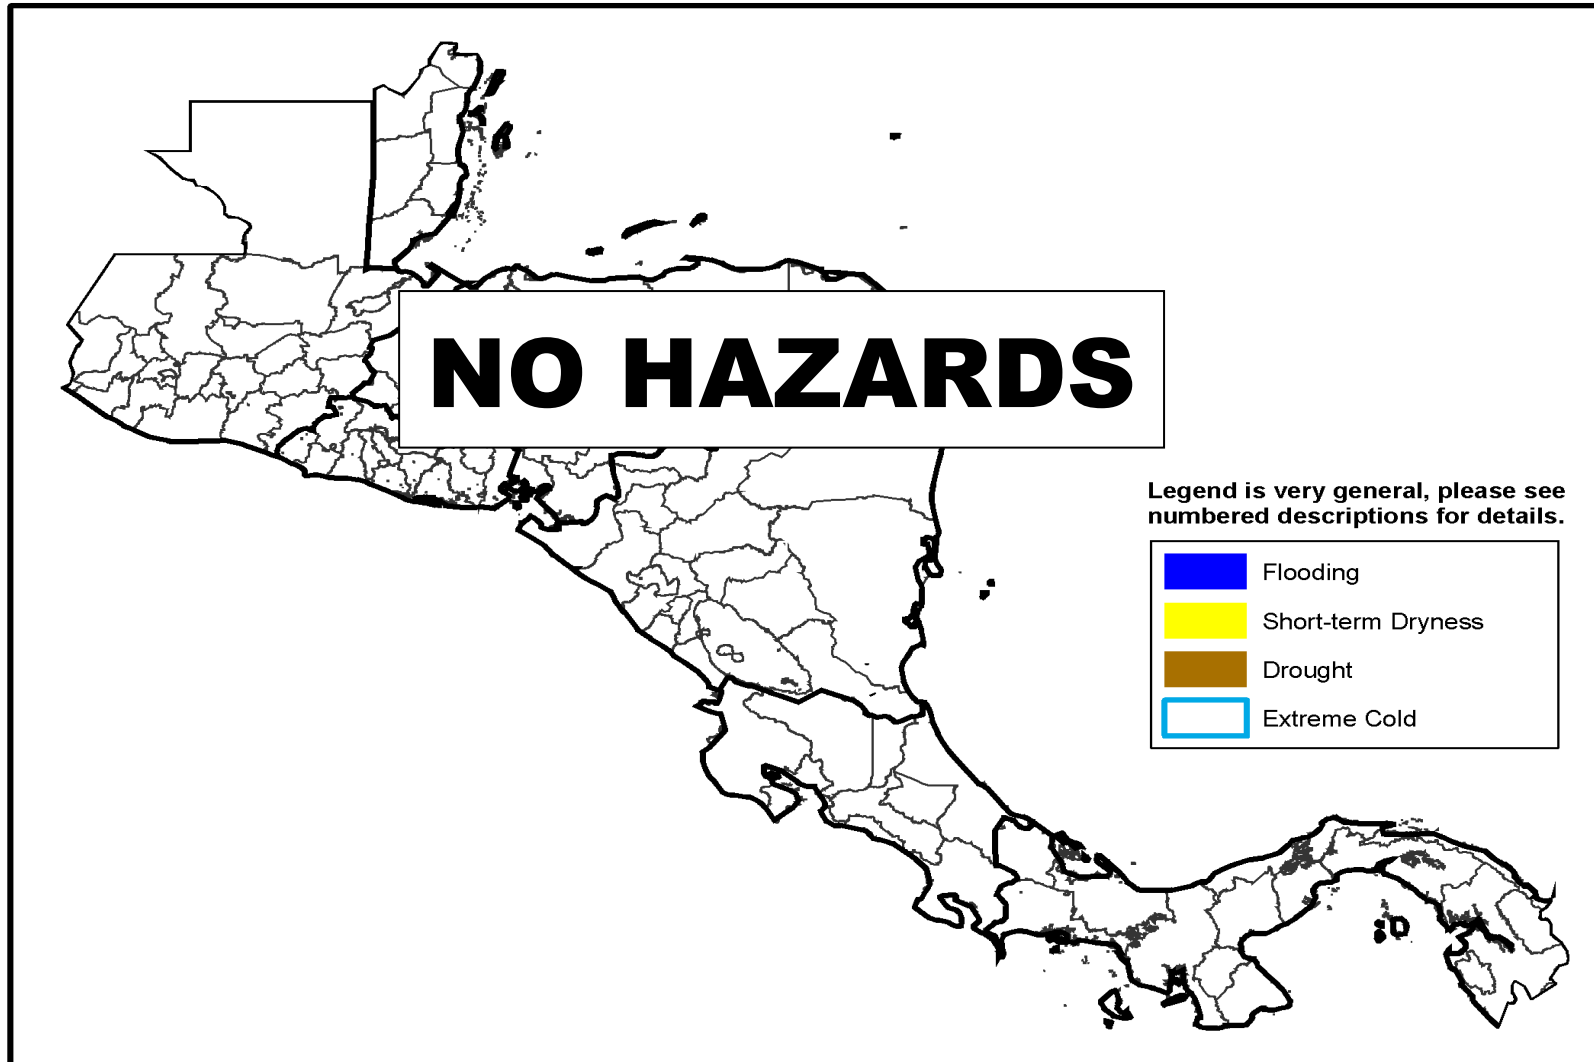 NO HAZARDS
Legend is very general, please see
numbered descriptions for details.
Flooding
Short-term Dryness
Drought
Extreme Cold